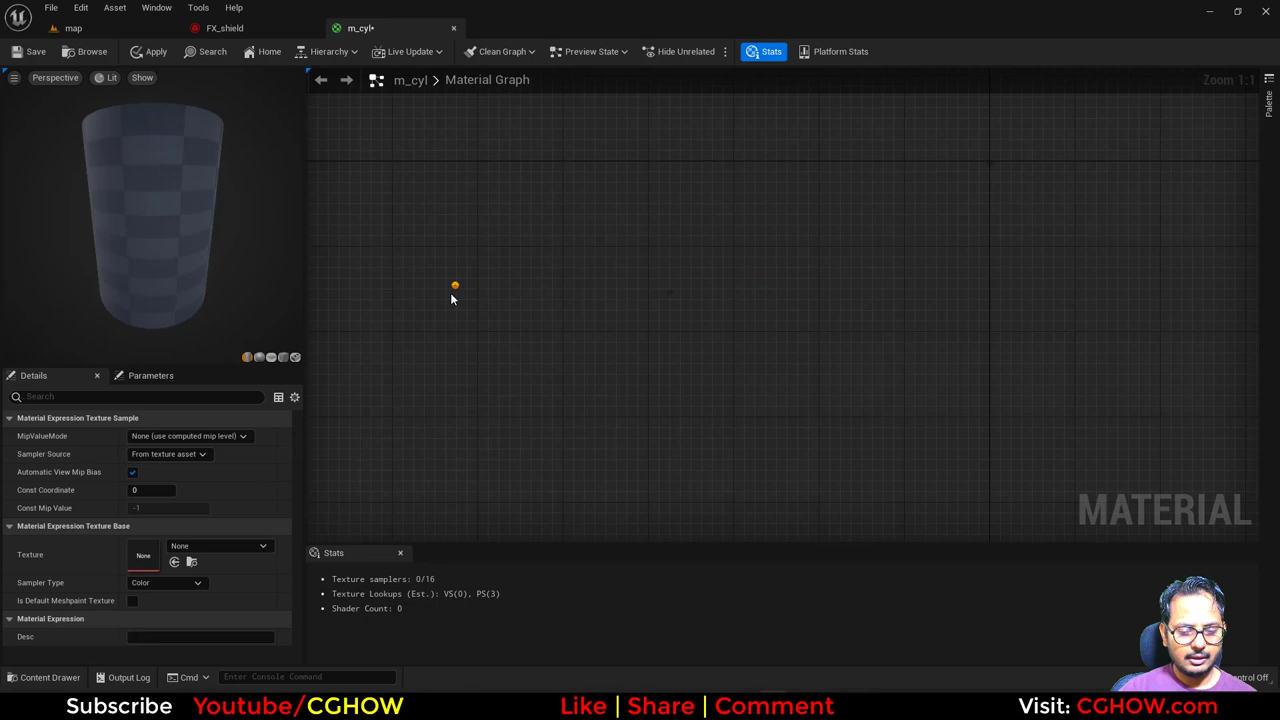 File Edit Asset Window Tools Help
map FX_shield m_cyl•
Save Browse Apply Search Home Hierarchy Live Update Clean Graph Preview State Hide Unrelated Stats Platform Stats
Perspective Lit Show
m_cyl > Material Graph
Zoom 1:1
Palette
Details Parameters
Search
Material Expression Texture Sample
MipValueMode None (use computed mip level)
Sampler Source From texture asset
Automatic View Mip Bias
Const Coordinate 0
Const Mip Value -1
Material Expression Texture Base
Texture None None
Sampler Type Color
Is Default Meshpaint Texture
Material Expression
Desc
MATERIAL
Stats
• Texture samplers: 0/16
• Texture Lookups (Est.): VS(0), PS(3)
• Shader Count: 0
Content Drawer Output Log Cmd Enter Console Command
Control Off
Subscribe Youtube/CGHOW Like | Share | Comment Visit: CGHOW.com